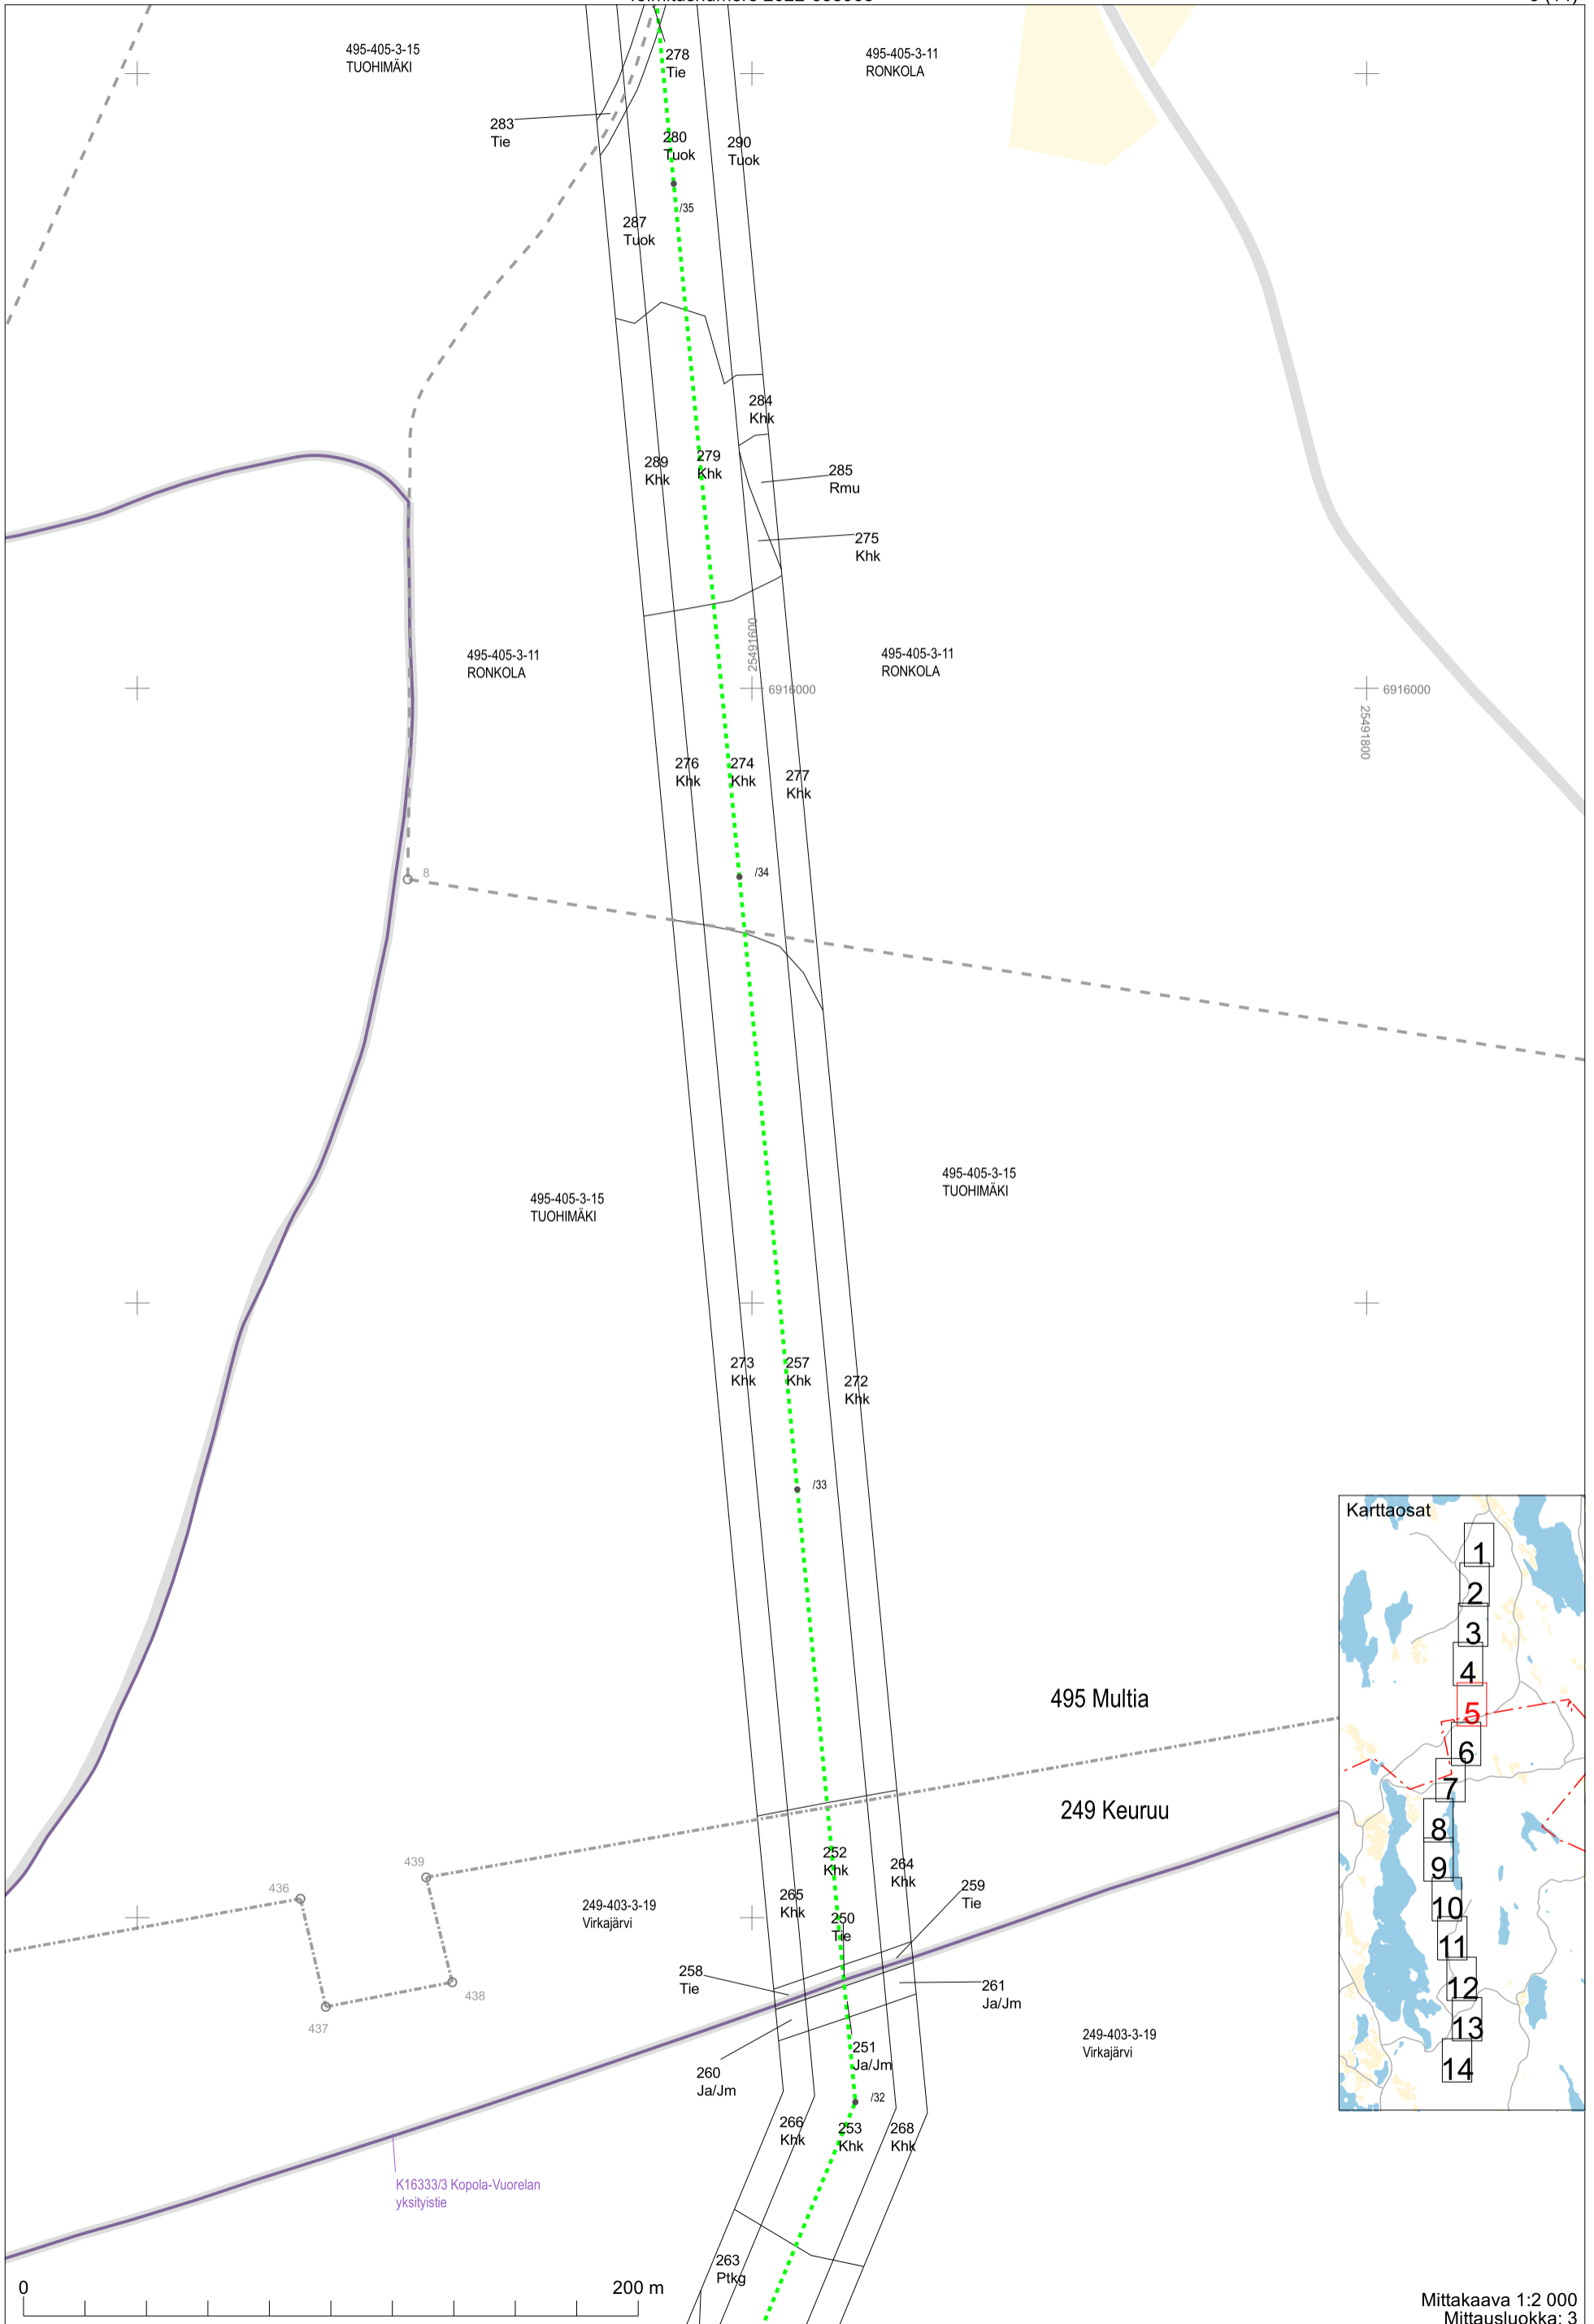 495-405-3-15
TUOHIMÄKI
278
Tie
495-405-3-11
RONKOLA
283
Tie
280
Tuok
290
Tuok
/35
287
Tuok
284
Khk
289
Khk
279
Khk
285
Rmu
275
Khk
25491600
495-405-3-11
RONKOLA
495-405-3-11
RONKOLA
6916000
6916000
25491800
276
Khk
274
Khk
277
Khk
8
/34
495-405-3-15
TUOHIMÄKI
495-405-3-15
TUOHIMÄKI
273
Khk
257
Khk
272
Khk
/33
Karttaosat
1
2
3
4
5
6
7
8
9
10
11
12
13
14
495 Multia
249 Keuruu
252
Khk
264
Khk
439
436
265
Khk
259
Tie
249-403-3-19
Virkajärvi
250
Tie
258
Tie
261
Ja/Jm
438
437
249-403-3-19
Virkajärvi
251
Ja/Jm
260
Ja/Jm
/32
266
Khk
253
Khk
268
Khk
K16333/3 Kopola-Vuorelan
yksityistie
263
Ptkg
0
200 m
Mittakaava 1:2 000
Mittausluokka: 3